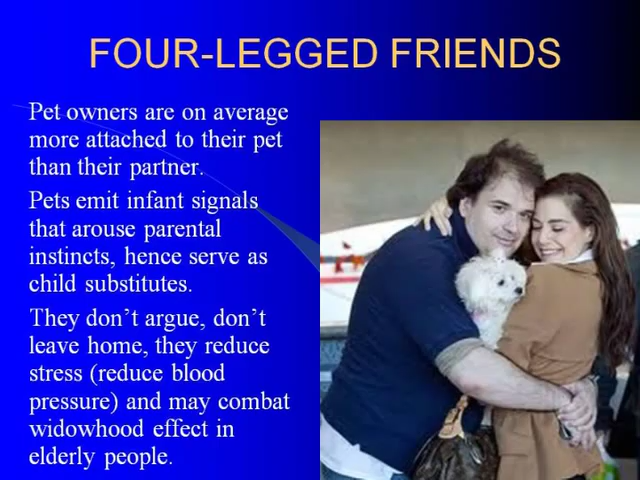 FOUR-LEGGED FRIENDS
Pet owners are on average
more attached to their pet
than their partner.
Pets emit infant signals
that arouse parental
instincts, hence serve as
child substitutes.
They don’t argue, don’t
leave home, they reduce
stress (reduce blood
pressure) and may combat
widowhood effect in
elderly people.